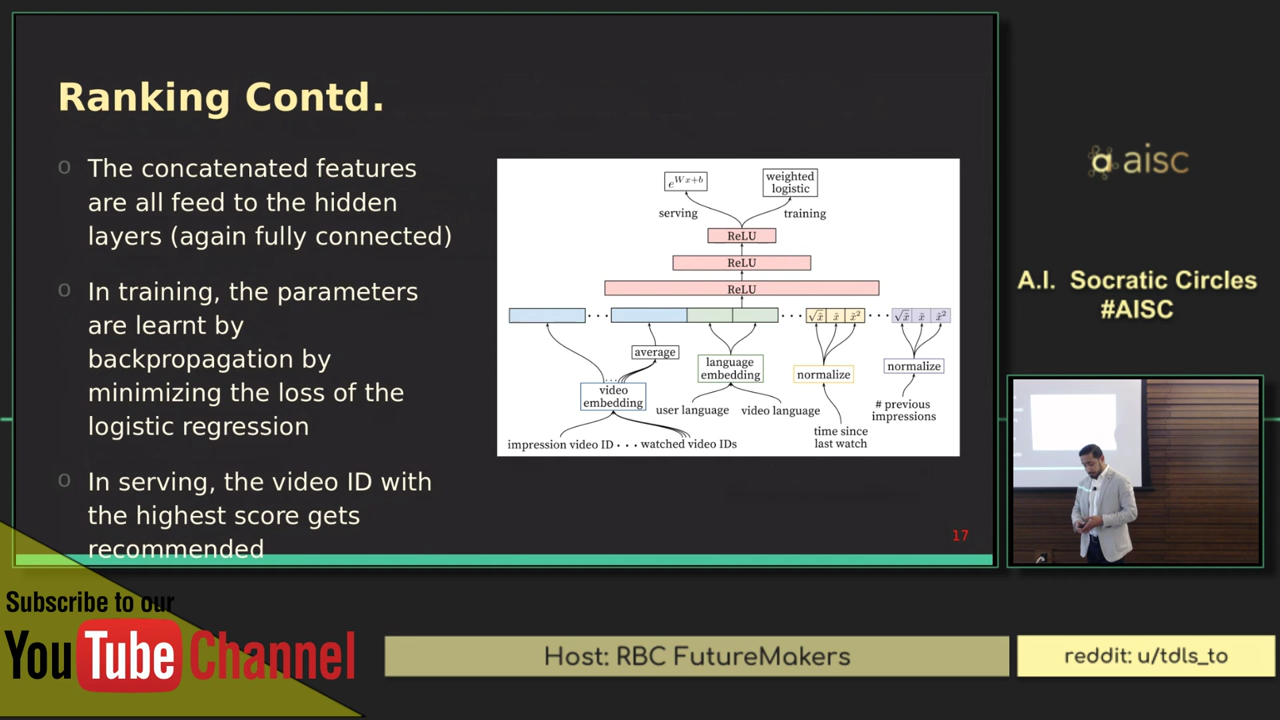 Ranking Contd.
o The concatenated features
are all feed to the hidden
layers (again fully connected)
o In training, the parameters
are learnt by
backpropagation by
minimizing the loss of the
logistic regression
o In serving, the video ID with
the highest score gets
recommended
e^{Wx+b}
weighted
logistic
serving
training
ReLU
ReLU
ReLU
··· ··· √x̃ x̃ x̃² ··· √x̃ x̃ x̃²
average
video
embedding
language
embedding
normalize
normalize
user language
video language
# previous
impressions
time since
last watch
impression video ID ··· watched video IDs
17
aisc
A.I. Socratic Circles
#AISC
Subscribe to our
YouTube Channel
Host: RBC FutureMakers
reddit: u/tdls_to